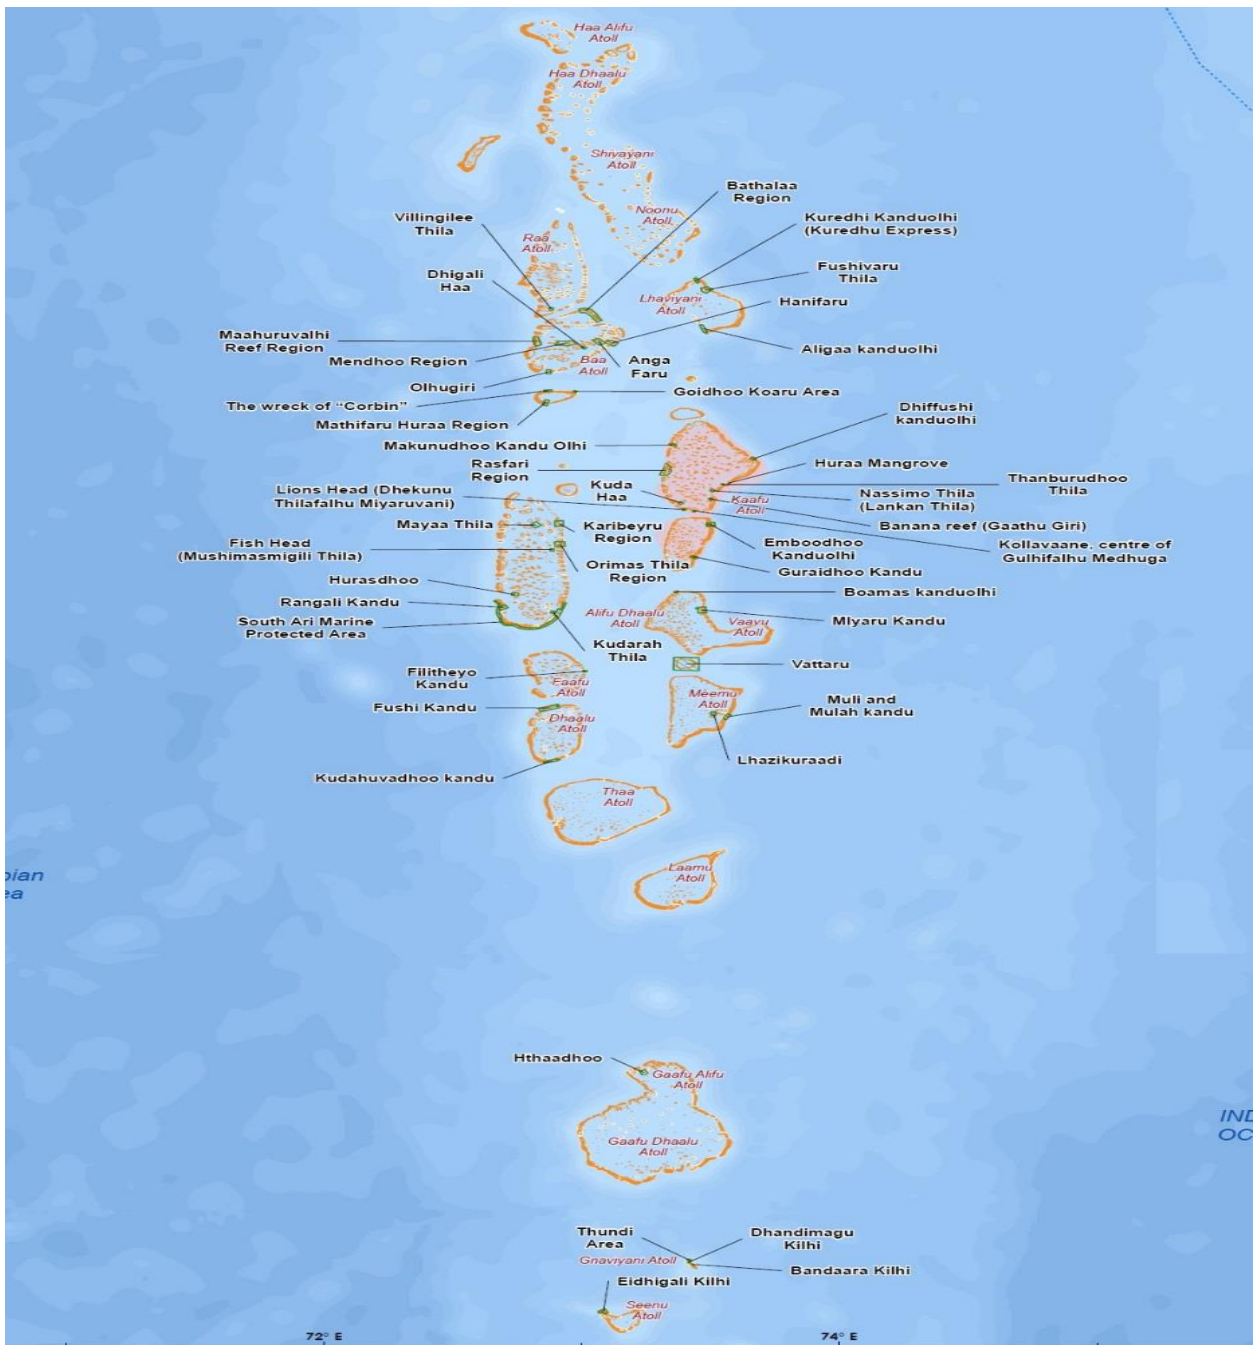 Haa Alifu
Atoll
Haa Dhaalu
Atoll
Shivayani
Atoll
Bathalaa
Region
Noonu
Atoll
Villingilee
Thila
Raa
Atoll
Kuredhi Kanduolhi
(Kuredhu Express)
Dhigali
Haa
Fushivaru
Thila
Lhaviyani
Atoll
Hanifaru
Maahuruvalhi
Reef Region
Mendhoo Region
Baa
Atoll
Anga
Faru
Aligaa kanduolhi
Olhugiri
Goidhoo Koaru Area
The wreck of “Corbin”
Mathifaru Huraa Region
Dhiffushi
kanduolhi
Makunudhoo Kandu Olhi
Rasfari
Region
Huraa Mangrove
Thanburudhoo
Thila
Kuda
Haa
Kaafu
Atoll
Nassimo Thila
(Lankan Thila)
Lions Head (Dhekunu
Thilafalhu Miyaruvani)
Mayaa Thila
Karibeyru
Region
Banana reef (Gaathu Giri)
Emboodhoo
Kanduolhi
Kollavaane, centre of
Gulhifalhu Medhuga
Fish Head
(Mushimasmigili Thila)
Orimas Thila
Region
Guraidhoo Kandu
Hurasdhoo
Boamas kanduolhi
Rangali Kandu
South Ari Marine
Protected Area
Alifu Dhaalu
Atoll
Vaavu
Atoll
Miyaru Kandu
Kudarah
Thila
Vattaru
Filitheyo
Kandu
Faafu
Atoll
Meemu
Atoll
Muli and
Mulah kandu
Fushi Kandu
Dhaalu
Atoll
Lhazikuraadi
Kudahuvadhoo kandu
Thaa
Atoll
Laamu
Atoll
Hthaadhoo
Gaafu Alifu
Atoll
Gaafu Dhaalu
Atoll
IND
OC
Thundi
Area
Dhandimagu
Kilhi
Gnaviyani Atoll
Bandaara Kilhi
Eidhigali Kilhi
Seenu
Atoll
72° E
74° E